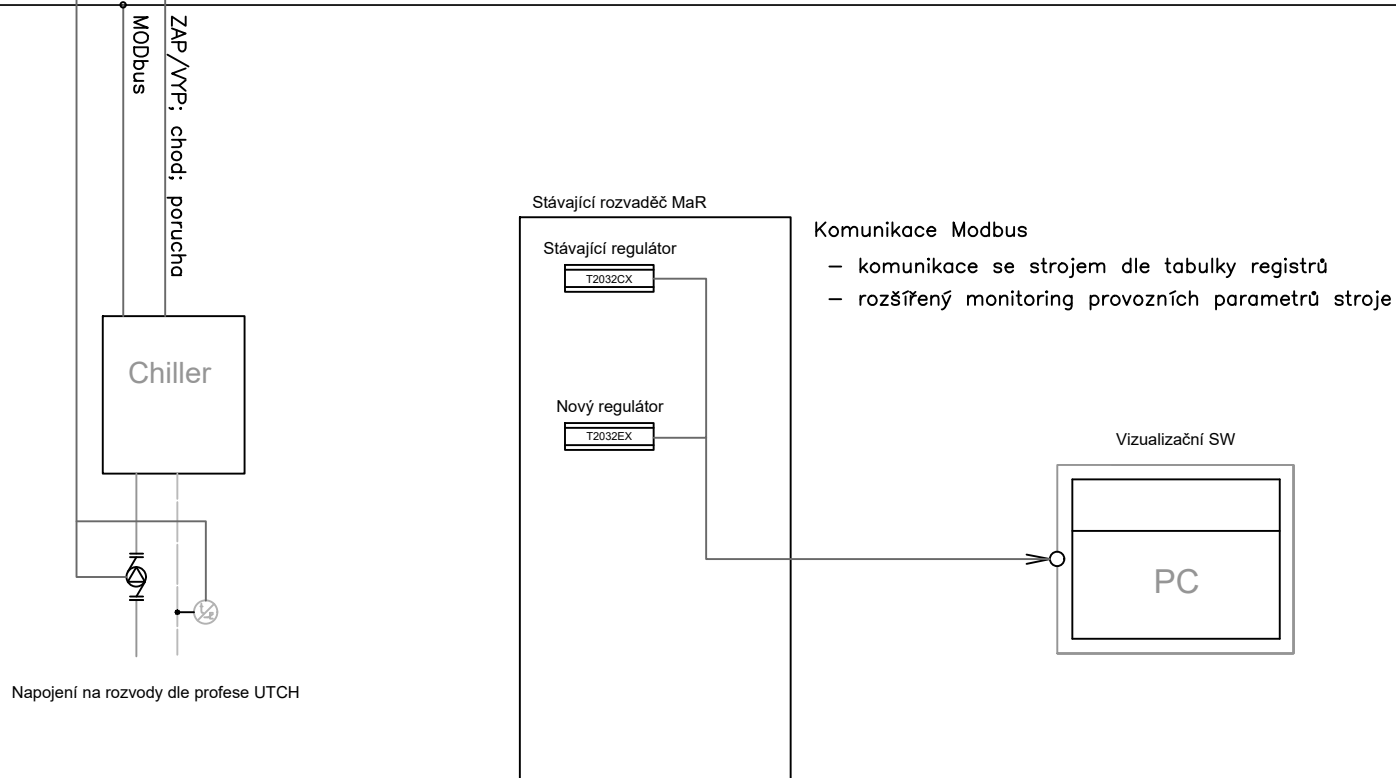 MODbus
ZAP/VYP; chod; porucha
Chiller
Napojení na rozvody dle profese UTCH
Stávající rozvaděč MaR
Stávající regulátor
T2032CX
Nový regulátor
T2032EX
Komunikace Modbus
– komunikace se strojem dle tabulky registrů
– rozšířený monitoring provozních parametrů stroje
Vizualizační SW
PC